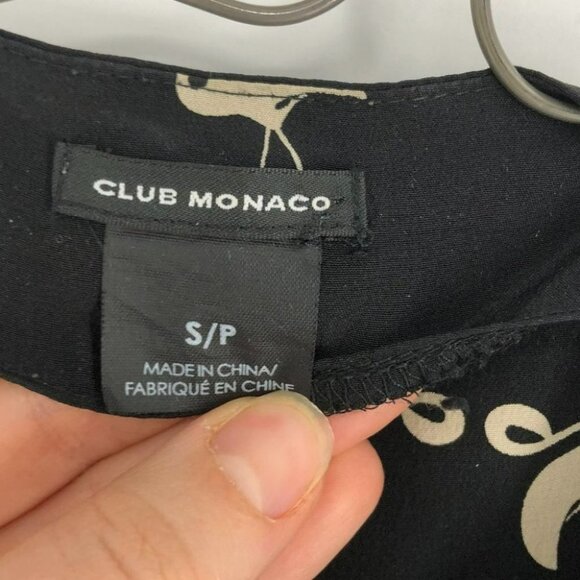 CLUB MONACO
S/P
MADE IN CHINA/
FABRIQUÉ EN CHINE